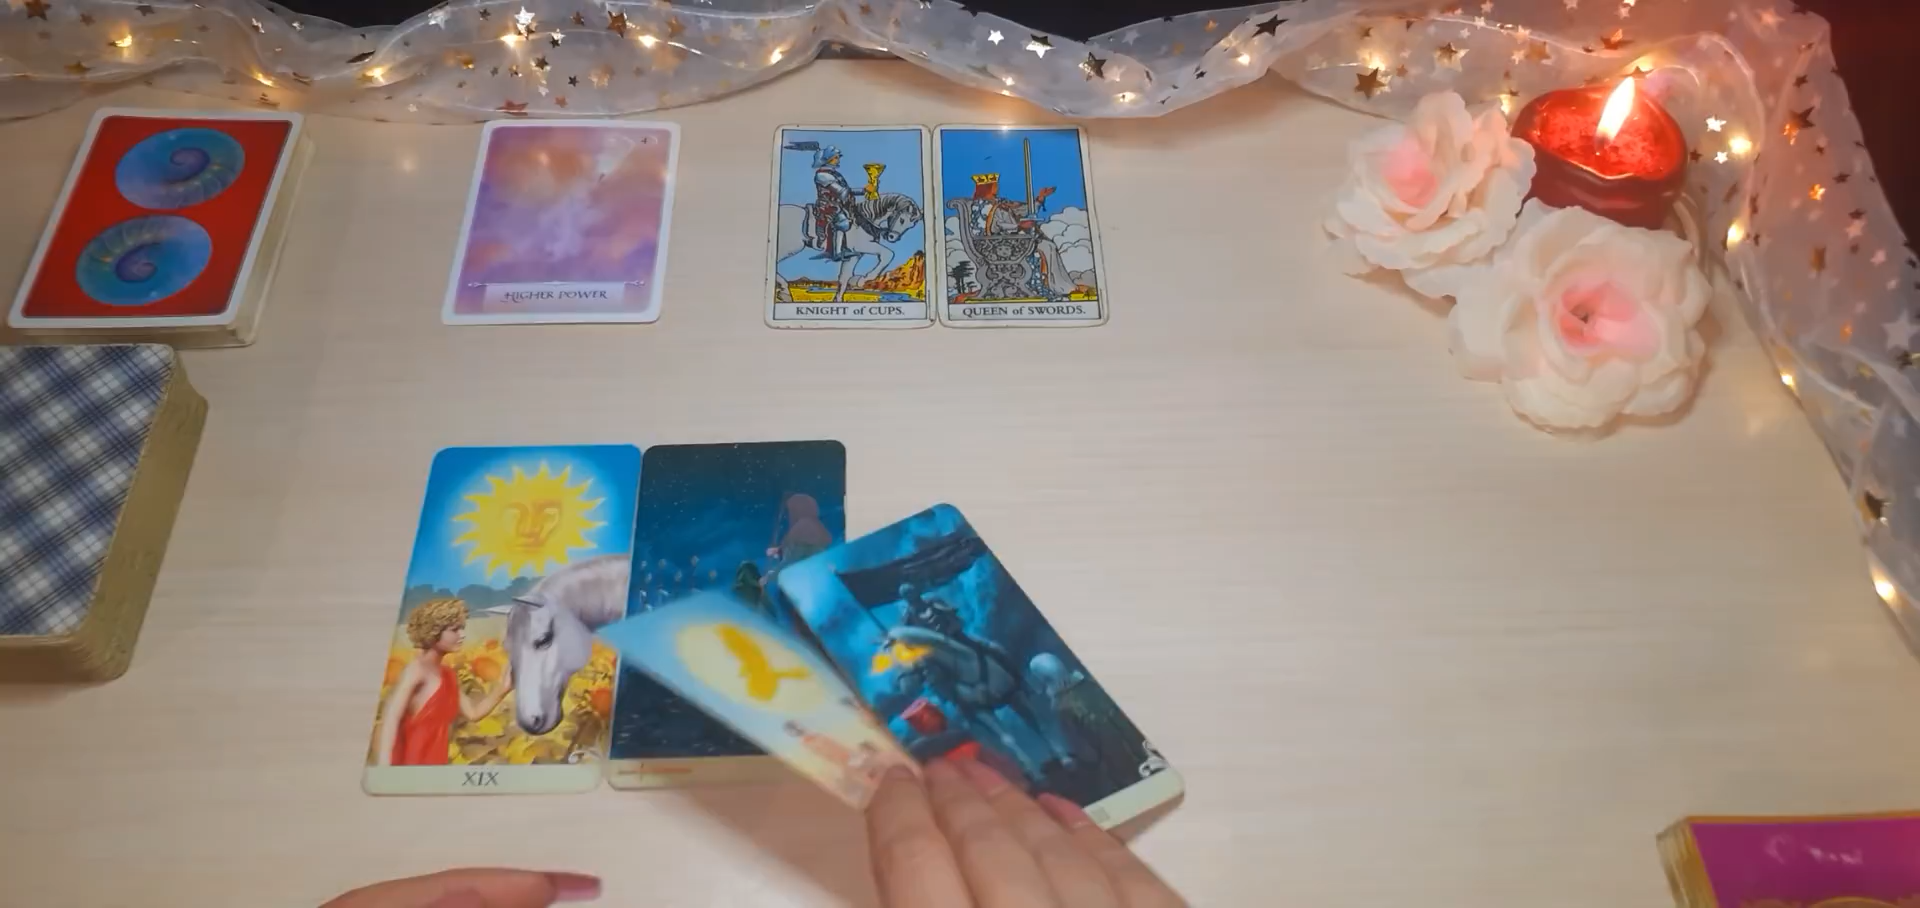 HIGHER POWER
KNIGHT of CUPS.
QUEEN of SWORDS.
XIX